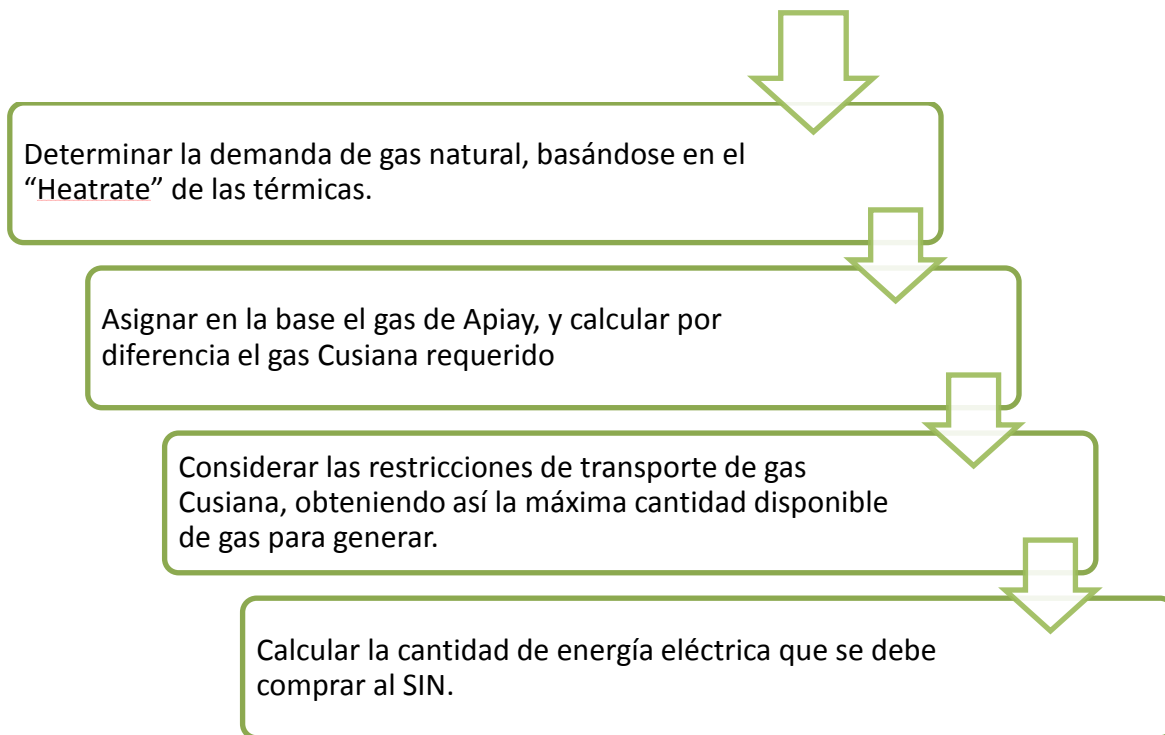 Determinar la demanda de gas natural, basándose en el
“Heatrate” de las térmicas.
Asignar en la base el gas de Apiay, y calcular por
diferencia el gas Cusiana requerido
Considerar las restricciones de transporte de gas
Cusiana, obteniendo así la máxima cantidad disponible
de gas para generar.
Calcular la cantidad de energía eléctrica que se debe
comprar al SIN.